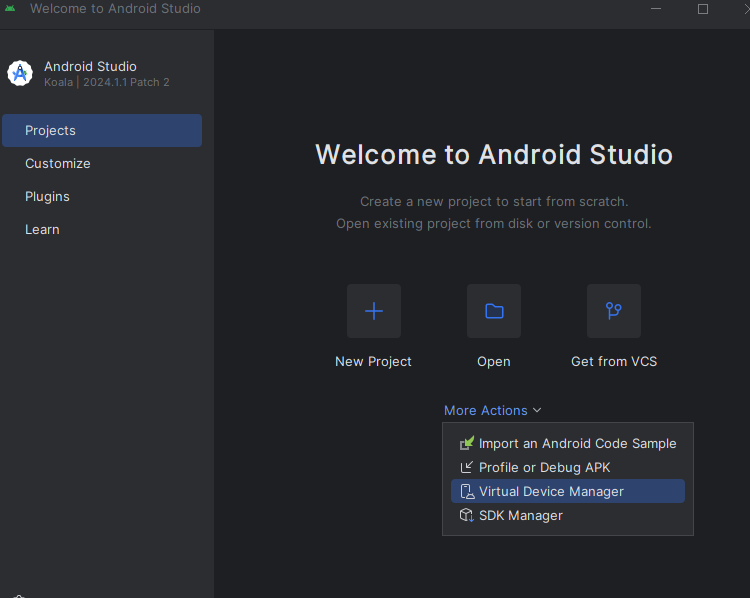 Welcome to Android Studio
Android Studio
Koala | 2024.1.1 Patch 2
Projects
Customize
Plugins
Learn
Welcome to Android Studio
Create a new project to start from scratch.
Open existing project from disk or version control.
New Project
Open
Get from VCS
More Actions
Import an Android Code Sample
Profile or Debug APK
Virtual Device Manager
SDK Manager